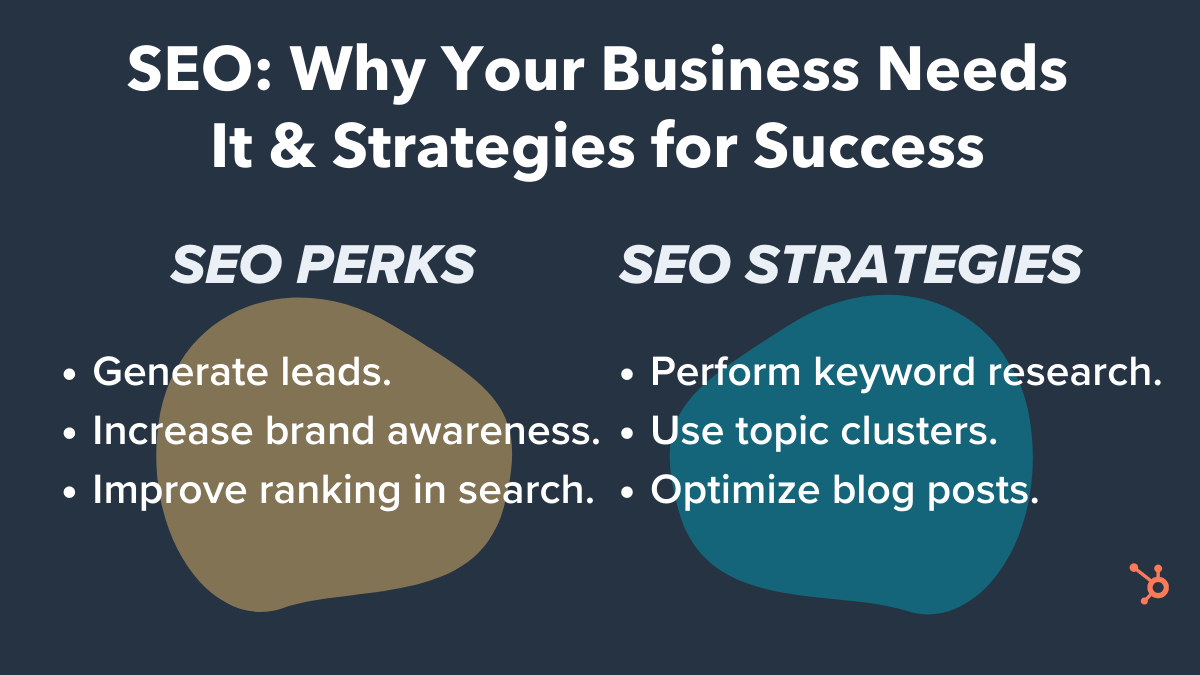 SEO: Why Your Business Needs
It & Strategies for Success
SEO PERKS
• Generate leads.
• Increase brand awareness.
• Improve ranking in search.
SEO STRATEGIES
• Perform keyword research.
• Use topic clusters.
• Optimize blog posts.